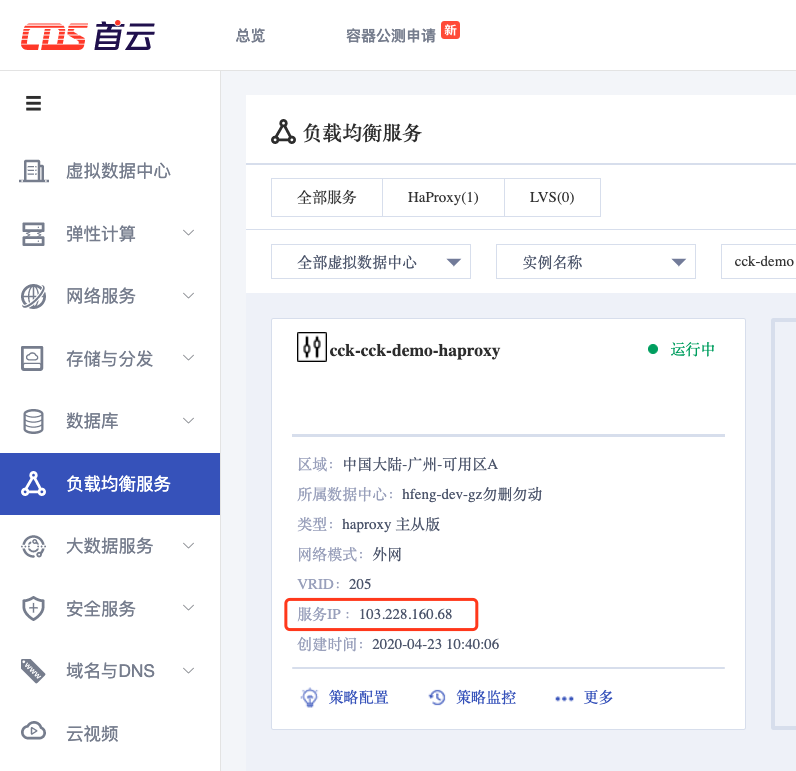 CDS 首云 总览 容器公测申请 新
负载均衡服务
虚拟数据中心
弹性计算
网络服务
存储与分发
数据库
负载均衡服务
大数据服务
安全服务
域名与DNS
云视频
全部服务 HaProxy(1) LVS(0)
全部虚拟数据中心 实例名称 cck-demo
cck-cck-demo-haproxy 运行中
区域: 中国大陆-广州-可用区A
所属数据中心: hfeng-dev-gz勿删勿动
类型: haproxy 主从版
网络模式: 外网
VRID: 205
服务IP : 103.228.160.68
创建时间: 2020-04-23 10:40:06
策略配置 策略监控 更多